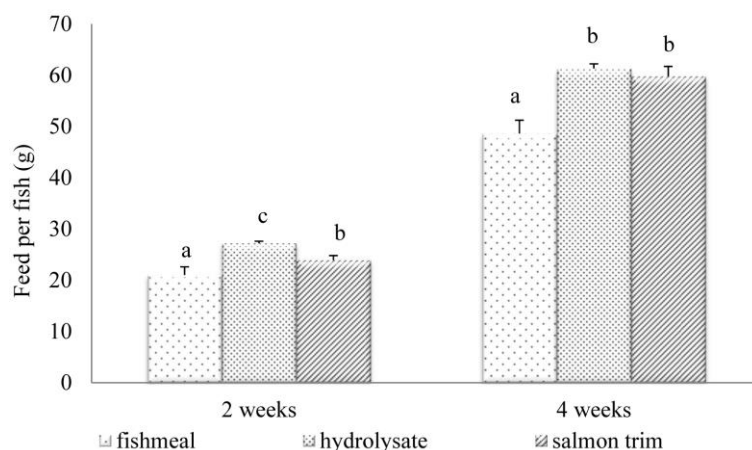 Feed per fish (g)
70
60
50
40
30
20
10
0
a
c
b
a
b
b
2 weeks
4 weeks
fishmeal
hydrolysate
salmon trim